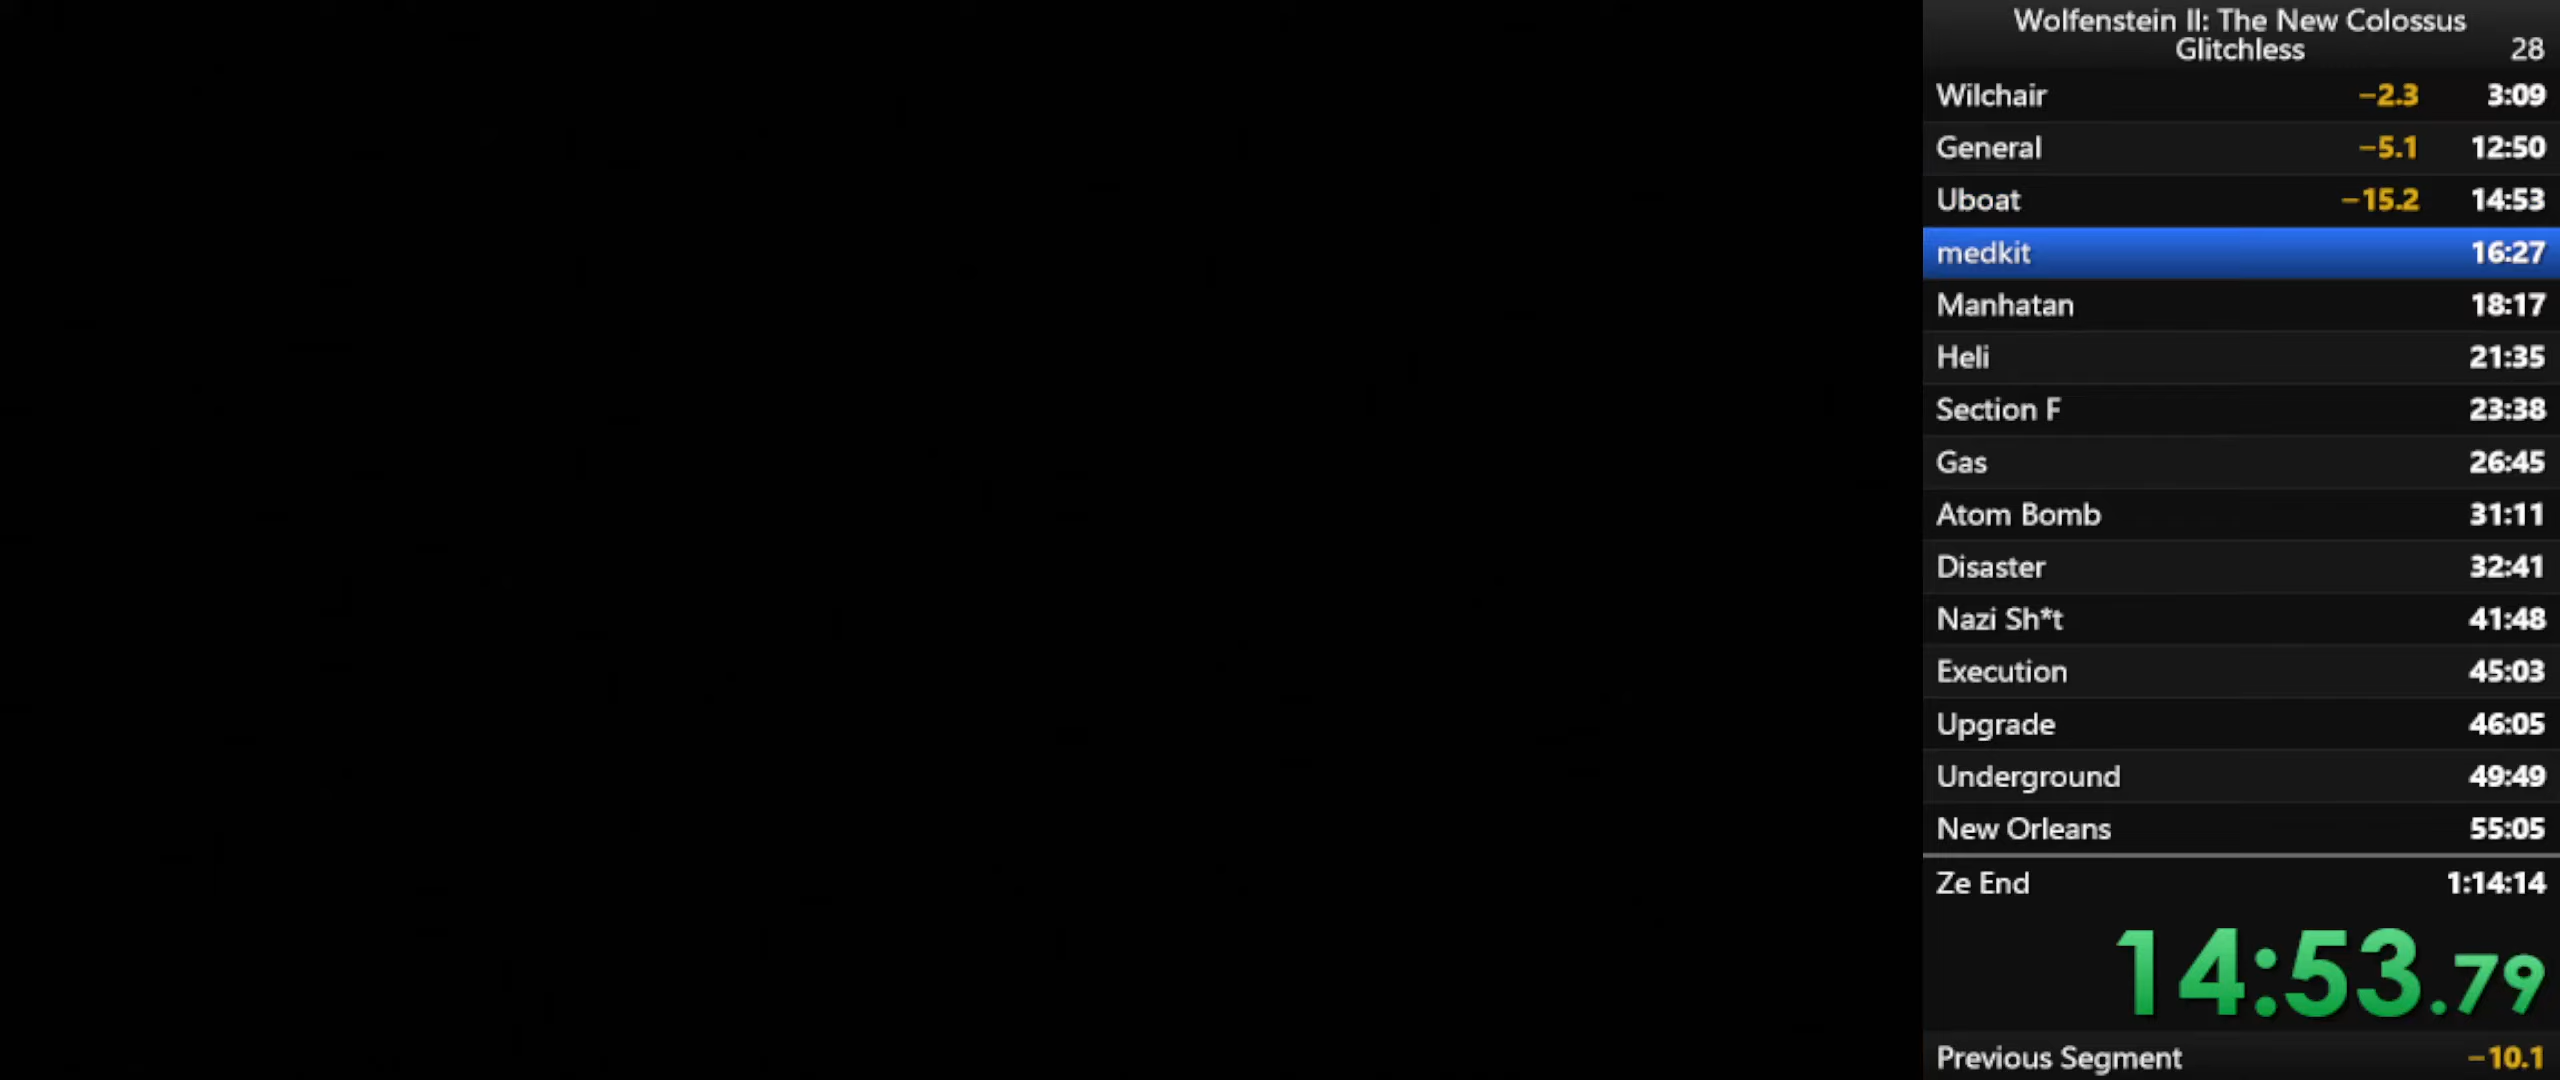 Wolfenstein II: The New Colossus
Glitchless 28
Wilchair −2.3 3:09
General −5.1 12:50
Uboat −15.2 14:53
medkit 16:27
Manhatan 18:17
Heli 21:35
Section F 23:38
Gas 26:45
Atom Bomb 31:11
Disaster 32:41
Nazi Sh*t 41:48
Execution 45:03
Upgrade 46:05
Underground 49:49
New Orleans 55:05
Ze End 1:14:14
14:53.79
Previous Segment −10.1